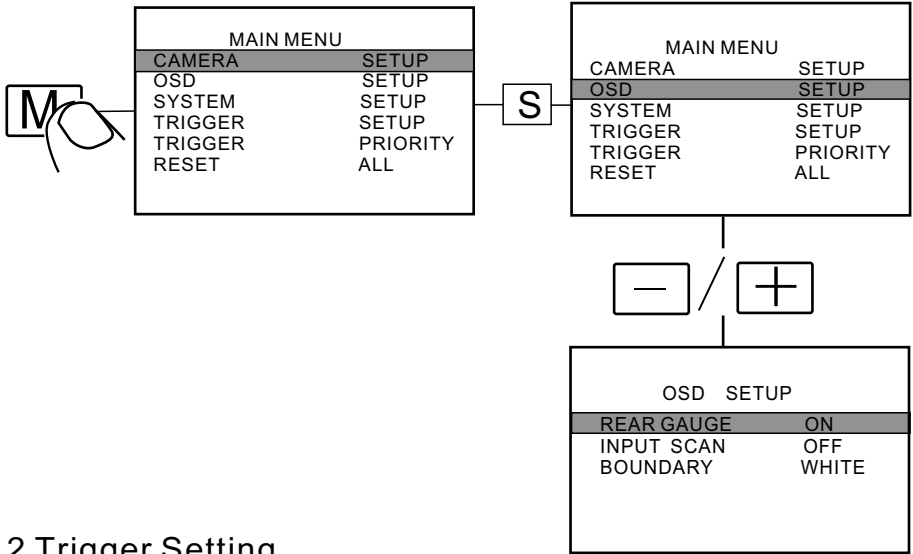 M
MAIN MENU
CAMERA SETUP
OSD SETUP
SYSTEM SETUP
TRIGGER SETUP
TRIGGER PRIORITY
RESET ALL
S
MAIN MENU
CAMERA SETUP
OSD SETUP
SYSTEM SETUP
TRIGGER SETUP
TRIGGER PRIORITY
RESET ALL
— / +
OSD SETUP
REAR GAUGE ON
INPUT SCAN OFF
BOUNDARY WHITE
2 Trigger Setting